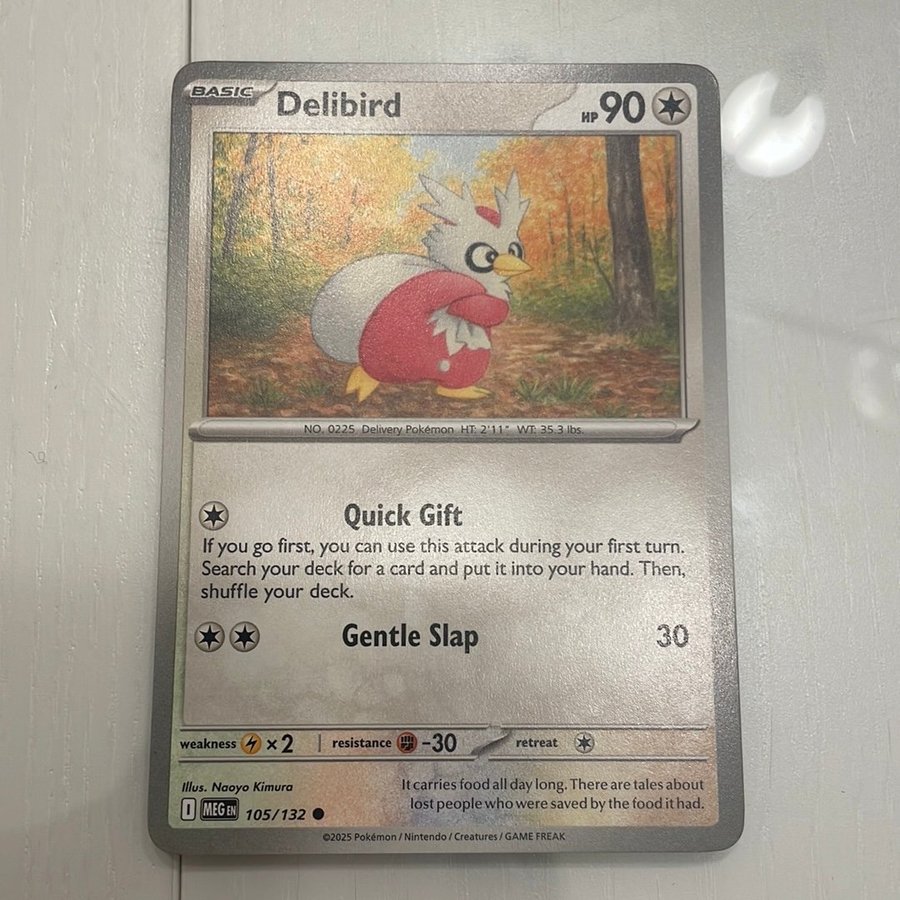 BASIC Delibird HP 90
NO. 0225 Delivery Pokémon HT: 2'11" WT: 35.3 lbs.
Quick Gift
If you go first, you can use this attack during your first turn.
Search your deck for a card and put it into your hand. Then,
shuffle your deck.
Gentle Slap 30
weakness ×2 resistance -30 retreat
Illus. Naoyo Kimura
It carries food all day long. There are tales about
lost people who were saved by the food it had.
I MEG EN 105/132
©2025 Pokémon / Nintendo / Creatures / GAME FREAK